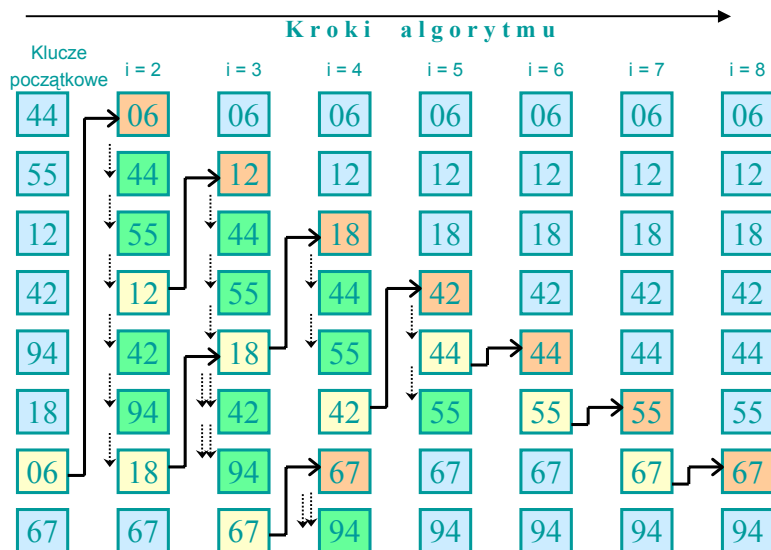 Kroki algorytmu
Klucze
początkowe i = 2 i = 3 i = 4 i = 5 i = 6 i = 7 i = 8
44 06 06 06 06 06 06 06
55 44 12 12 12 12 12 12
12 55 44 18 18 18 18 18
42 12 55 44 42 42 42 42
94 42 18 55 44 44 44 44
18 94 42 42 55 55 55 55
06 18 94 67 67 67 67 67
67 67 67 94 94 94 94 94